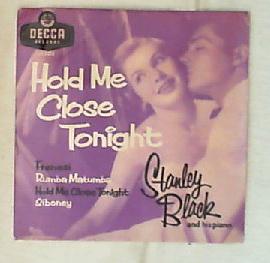 DECCA
RECORDS
Hold Me
Close
Tonight
Frenesi
Rumba Matumba
Hold Me Close Tonight
Siboney
Stanley
Black
and his piano